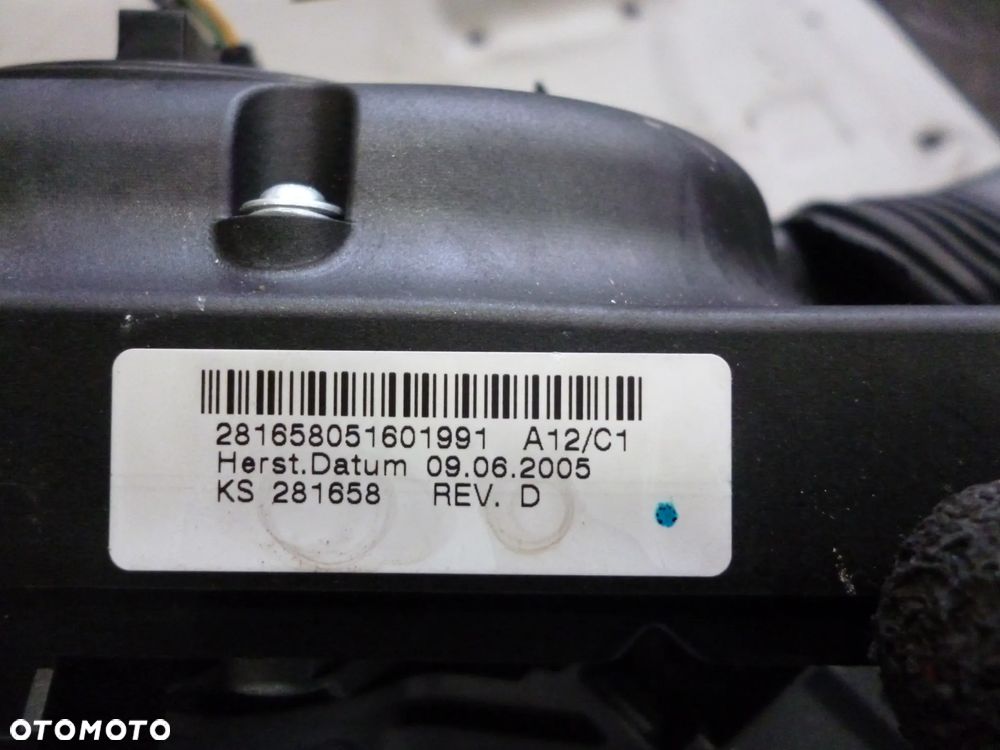 281658051601991 A12/C1
Herst.Datum 09.06.2005
KS 281658 REV. D
OTOMOTO